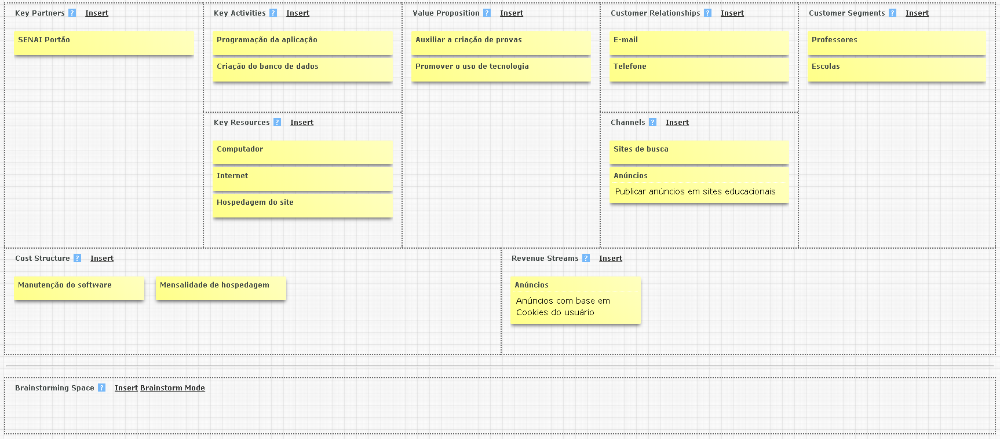 Key Partners ? Insert
SENAI Portão
Key Activities ? Insert
Programação da aplicação
Criação do banco de dados
Key Resources ? Insert
Computador
Internet
Hospedagem do site
Value Proposition ? Insert
Auxiliar a criação de provas
Promover o uso de tecnologia
Customer Relationships ? Insert
E-mail
Telefone
Channels ? Insert
Sites de busca
Anúncios
Publicar anúncios em sites educacionais
Customer Segments ? Insert
Professores
Escolas
Cost Structure ? Insert
Manutenção do software
Mensalidade de hospedagem
Revenue Streams ? Insert
Anúncios
Anúncios com base em
Cookies do usuário
Brainstorming Space ? Insert Brainstorm Mode